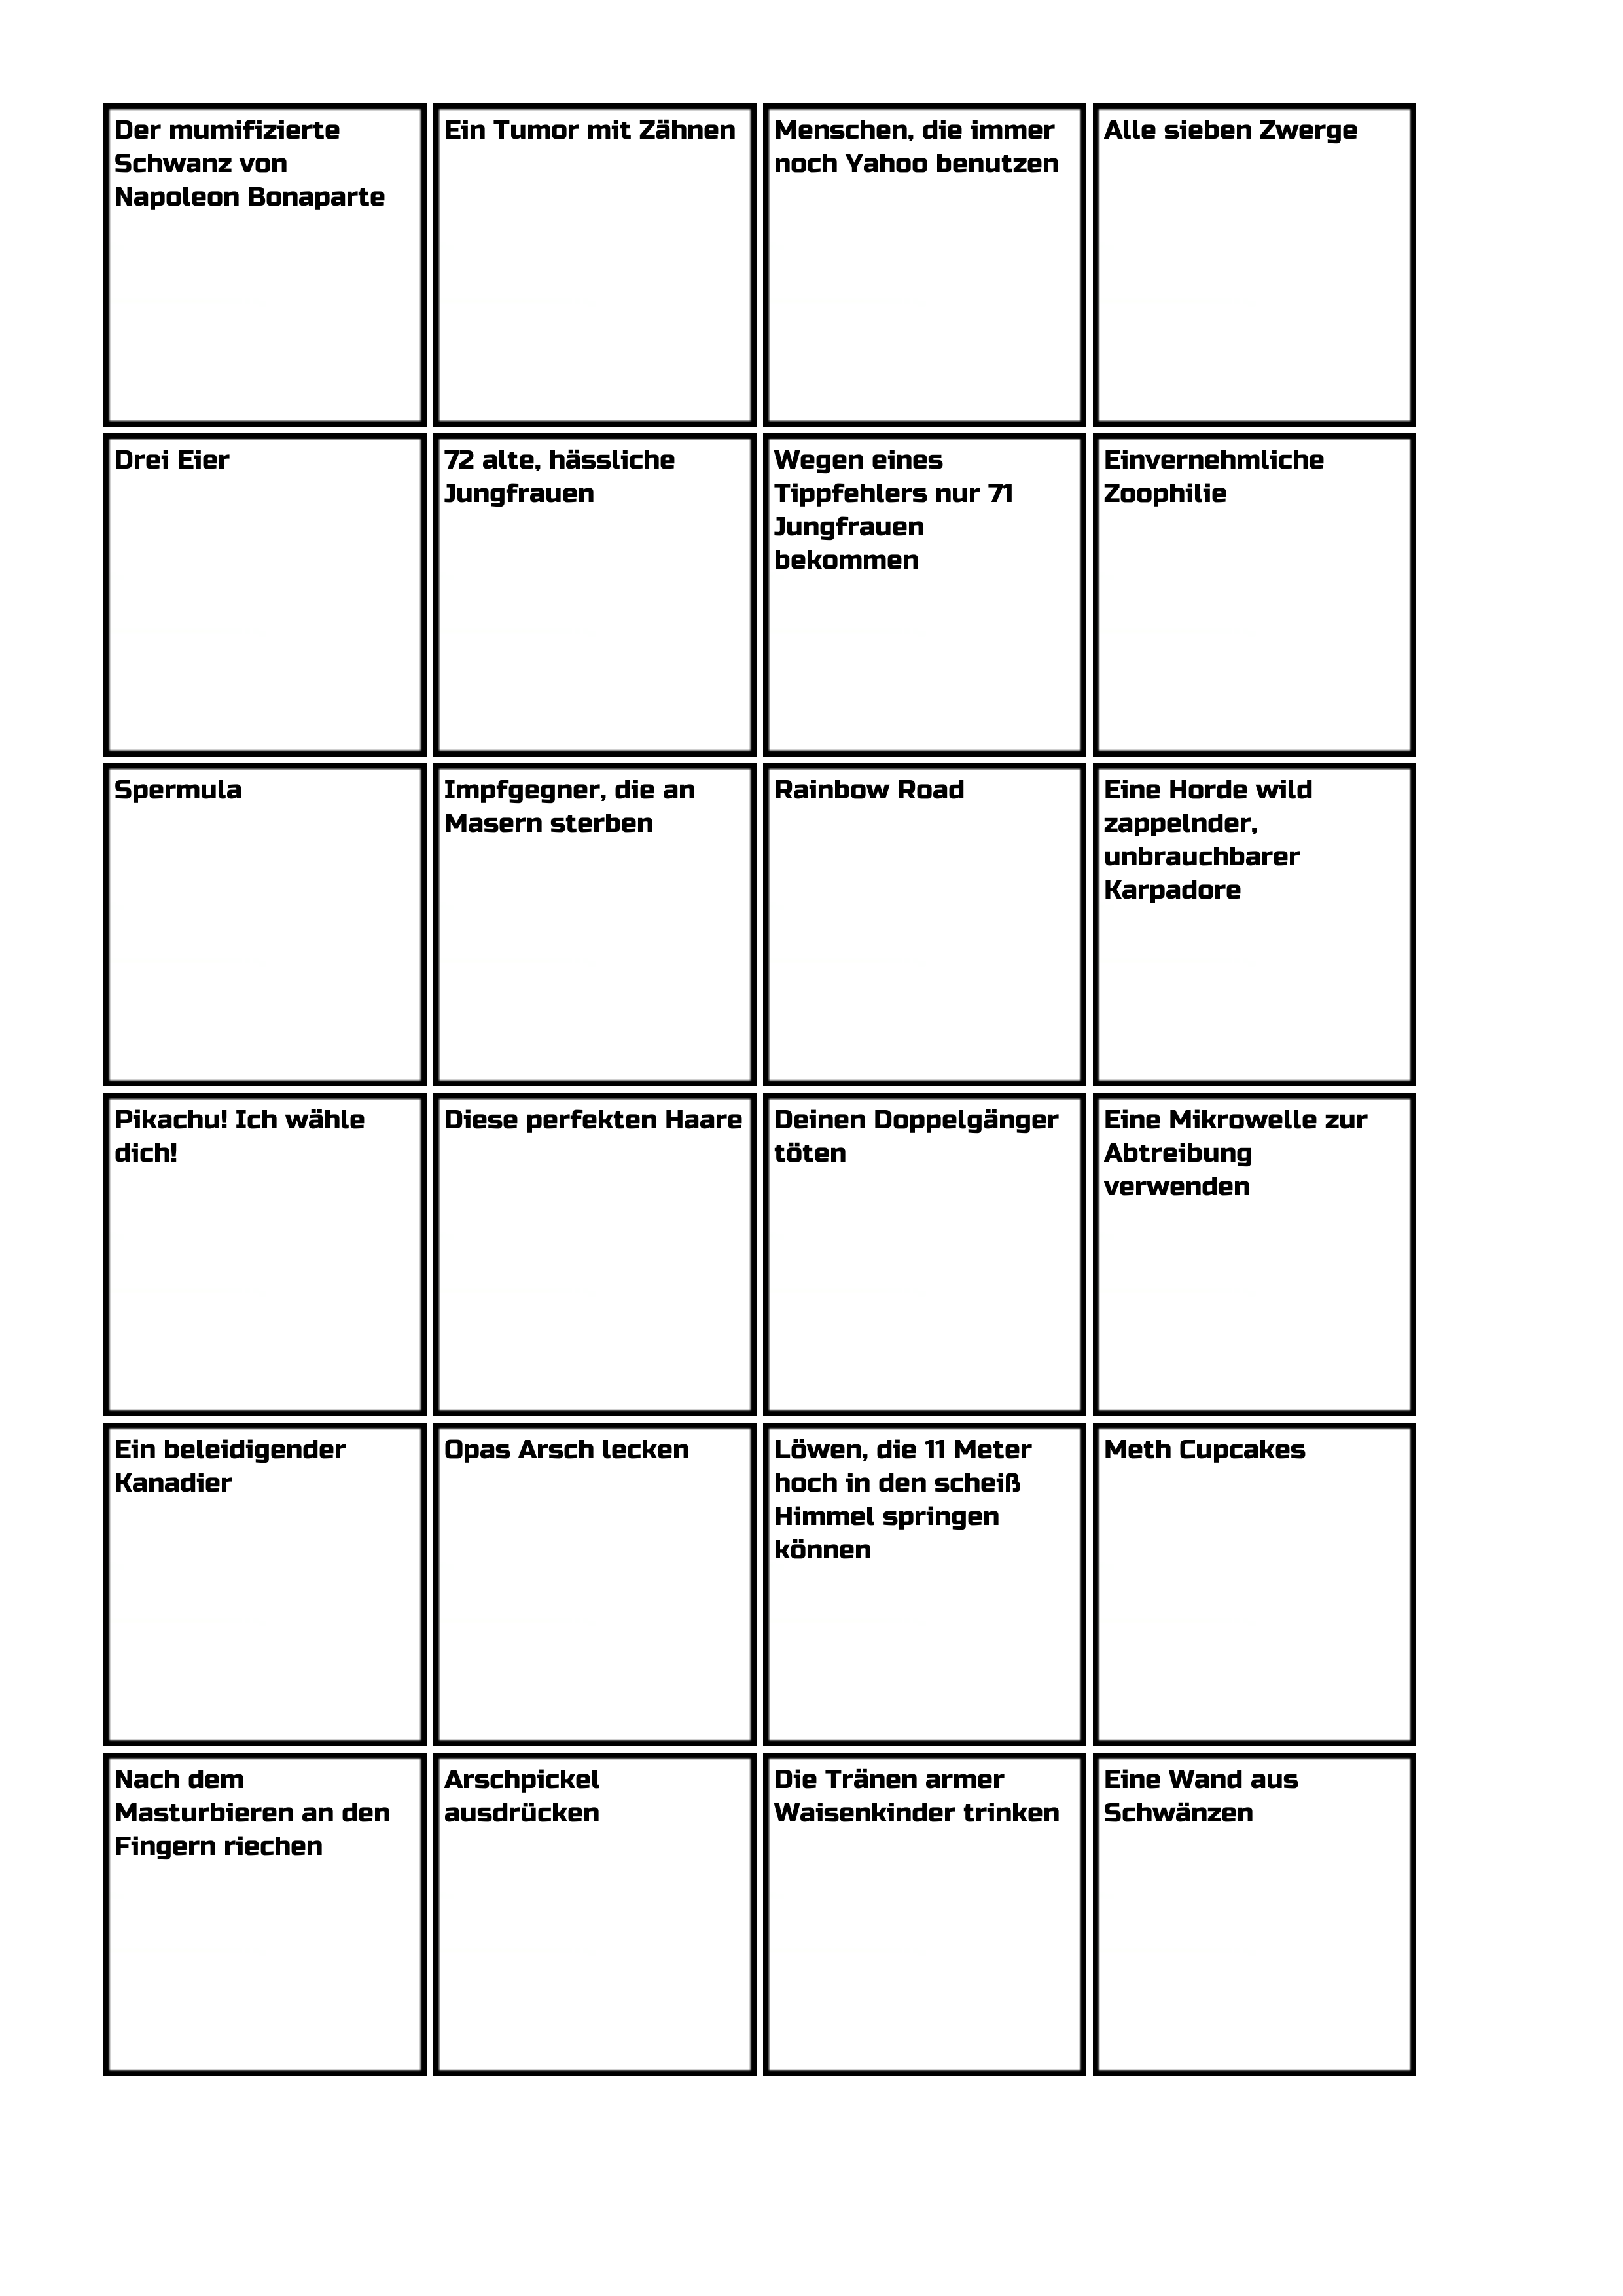 Der mumifizierte
Schwanz von
Napoleon Bonaparte
Ein Tumor mit Zähnen
Menschen, die immer
noch Yahoo benutzen
Alle sieben Zwerge
Drei Eier
72 alte, hässliche
Jungfrauen
Wegen eines
Tippfehlers nur 71
Jungfrauen
bekommen
Einvernehmliche
Zoophilie
Spermula
Impfgegner, die an
Masern sterben
Rainbow Road
Eine Horde wild
zappelnder,
unbrauchbarer
Karpadore
Pikachu! Ich wähle
dich!
Diese perfekten Haare
Deinen Doppelgänger
töten
Eine Mikrowelle zur
Abtreibung
verwenden
Ein beleidigender
Kanadier
Opas Arsch lecken
Löwen, die 11 Meter
hoch in den scheiß
Himmel springen
können
Meth Cupcakes
Nach dem
Masturbieren an den
Fingern riechen
Arschpickel
ausdrücken
Die Tränen armer
Waisenkinder trinken
Eine Wand aus
Schwänzen